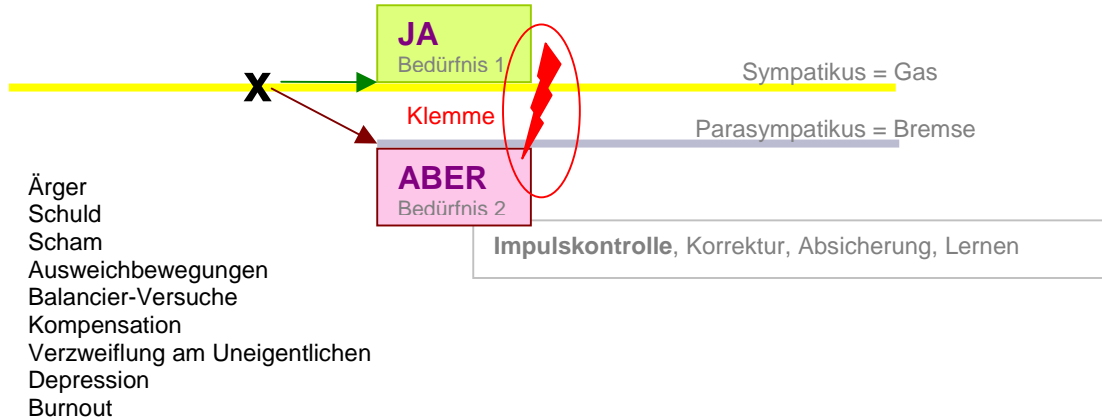 JA
Bedürfnis 1
Sympatikus = Gas
X
Klemme
Parasympatikus = Bremse
ABER
Bedürfnis 2
Impulskontrolle, Korrektur, Absicherung, Lernen
Ärger
Schuld
Scham
Ausweichbewegungen
Balancier-Versuche
Kompensation
Verzweiflung am Uneigentlichen
Depression
Burnout